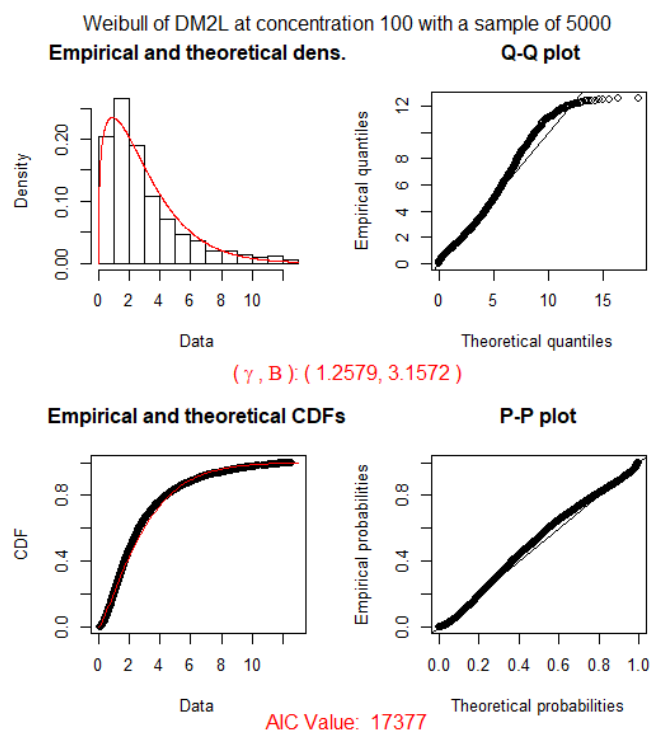 Weibull of DM2L at concentration 100 with a sample of 5000
Empirical and theoretical dens.
Density
0.00 0.10 0.20
0 2 4 6 8 10
Data
Q-Q plot
Empirical quantiles
0 2 4 6 8 12
0 5 10 15
Theoretical quantiles
( γ , B ): ( 1.2579, 3.1572 )
Empirical and theoretical CDFs
CDF
0.0 0.4 0.8
0 2 4 6 8 10
Data
P-P plot
Empirical probabilities
0.0 0.4 0.8
0.0 0.2 0.4 0.6 0.8 1.0
Theoretical probabilities
AIC Value: 17377